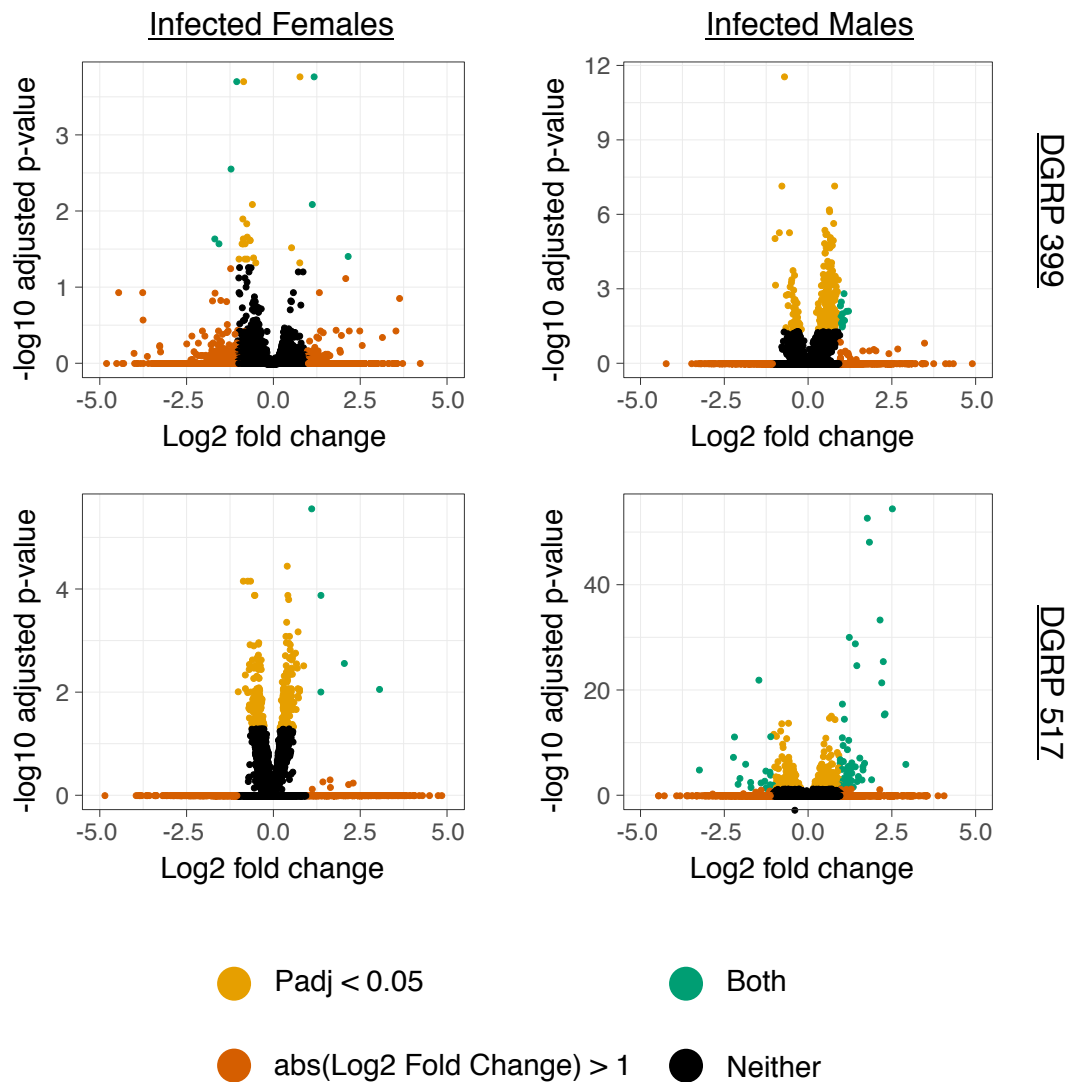 Infected Females
Infected Males
-log10 adjusted p-value
3
2
1
0
-5.0 -2.5 0.0 2.5 5.0
Log2 fold change
-log10 adjusted p-value
12
9
6
3
0
-5.0 -2.5 0.0 2.5 5.0
Log2 fold change
DGRP 399
-log10 adjusted p-value
4
2
0
-5.0 -2.5 0.0 2.5 5.0
Log2 fold change
-log10 adjusted p-value
40
20
0
-5.0 -2.5 0.0 2.5 5.0
Log2 fold change
DGRP 517
Padj < 0.05
Both
abs(Log2 Fold Change) > 1
Neither